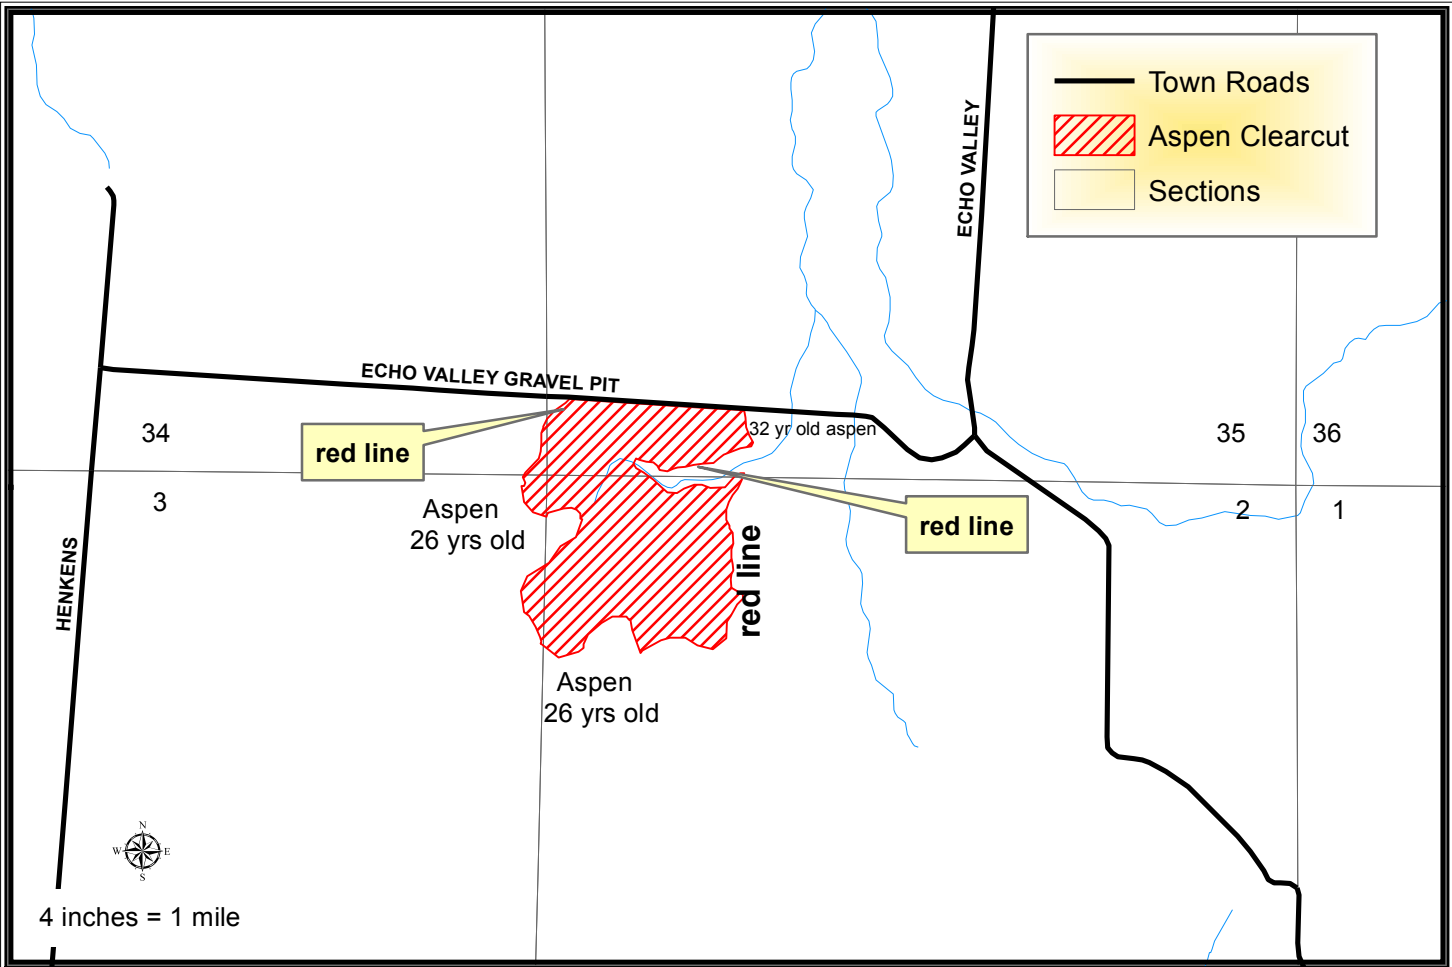 Town Roads
Aspen Clearcut
Sections
ECHO VALLEY
ECHO VALLEY GRAVEL PIT
34
red line
32 yr old aspen
35
36
3
Aspen
26 yrs old
red line
2
1
red line
HENKENS
Aspen
26 yrs old
N
W
E
S
4 inches = 1 mile